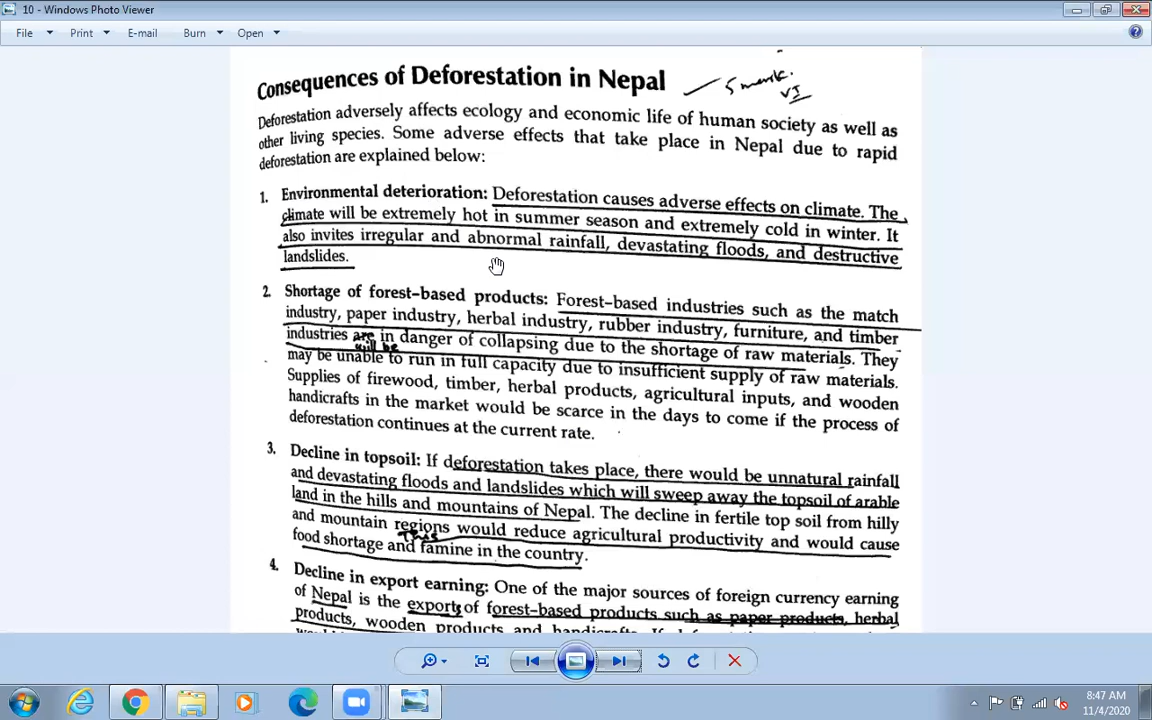 10 - Windows Photo Viewer
File Print E-mail Burn Open
Consequences of Deforestation in Nepal
5 mark.
VI
Deforestation adversely affects ecology and economic life of human society as well as
other living species. Some adverse effects that take place in Nepal due to rapid
deforestation are explained below:
1. Environmental deterioration: Deforestation causes adverse effects on climate. The
climate will be extremely hot in summer season and extremely cold in winter. It
also invites irregular and abnormal rainfall, devastating floods, and destructive
landslides.
2. Shortage of forest-based products: Forest-based industries such as the match
industry, paper industry, herbal industry, rubber industry, furniture, and timber
industries are in danger of collapsing due to the shortage of raw materials. They
will be
may be unable to run in full capacity due to insufficient supply of raw materials.
Supplies of firewood, timber, herbal products, agricultural inputs, and wooden
handicrafts in the market would be scarce in the days to come if the process of
deforestation continues at the current rate.
3. Decline in topsoil: If deforestation takes place, there would be unnatural rainfall
and devastating floods and landslides which will sweep away the topsoil of arable
land in the hills and mountains of Nepal. The decline in fertile top soil from hilly
and mountain regions would reduce agricultural productivity and would cause
This
food shortage and famine in the country.
4. Decline in export earning: One of the major sources of foreign currency earning
of Nepal is the exports of forest-based products such as paper products, herbal
products, wooden products and handicrafts. If
8:47 AM
11/4/2020